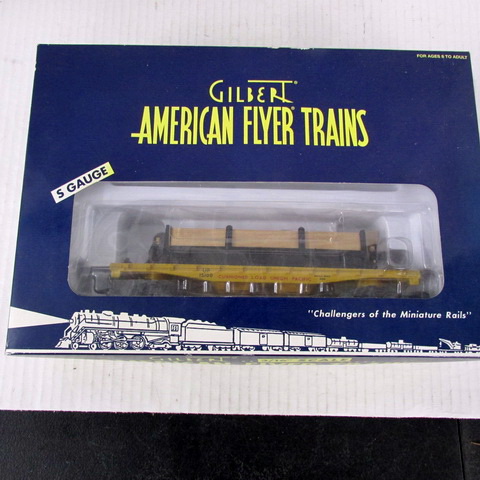 FOR AGES 8 TO ADULT
GILBERT®
AMERICAN FLYER TRAINS®
S GAUGE
"Challengers of the Miniature Rails"